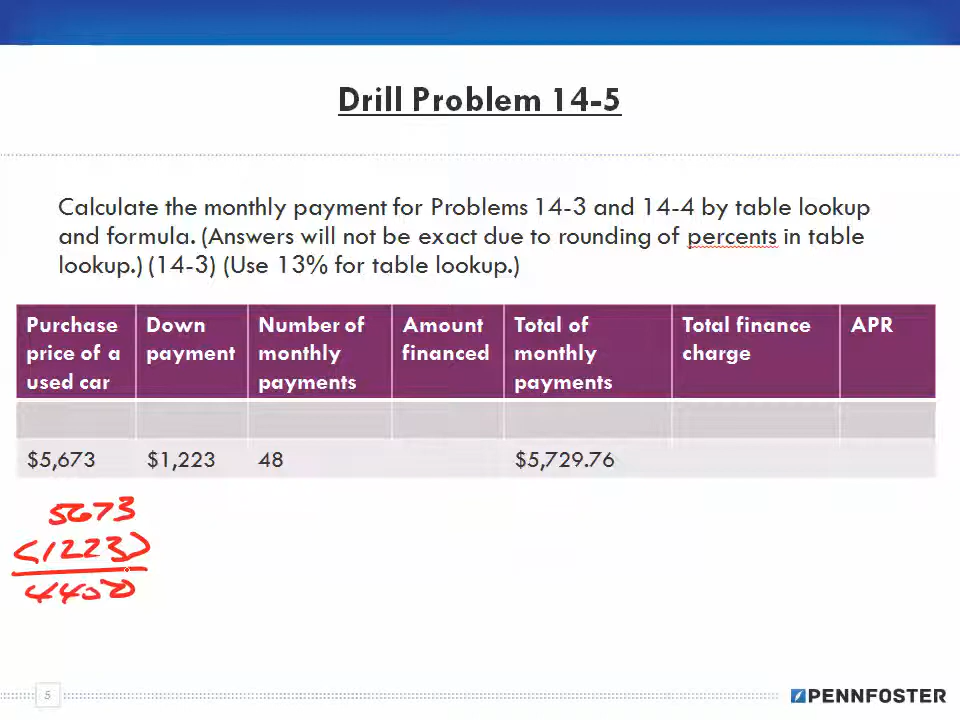 Drill Problem 14-5
Calculate the monthly payment for Problems 14-3 and 14-4 by table lookup
and formula. (Answers will not be exact due to rounding of percents in table
lookup.) (14-3) (Use 13% for table lookup.)
Purchase price of a used car Down payment Number of monthly payments Amount financed Total of monthly payments Total finance charge APR
$5,673 $1,223 48 $5,729.76
5673
<1223>
4450
5 PENNFOSTER